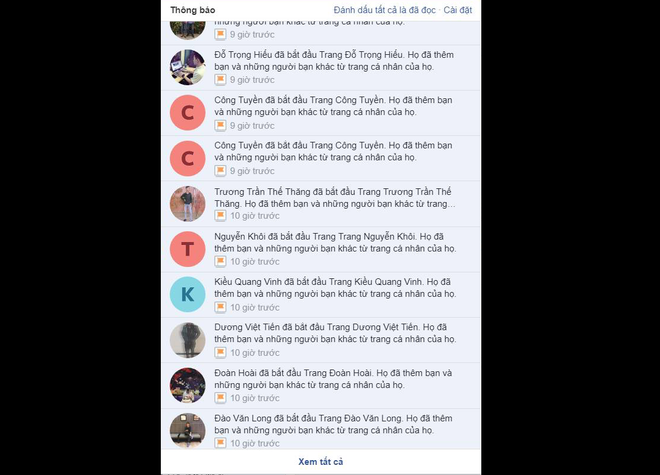 Thông báo
Đánh dấu tất cả là đã đọc · Cài đặt
những người bạn khác từ trang cá nhân của họ.
9 giờ trước
Đỗ Trọng Hiếu đã bắt đầu Trang Đỗ Trọng Hiếu. Họ đã thêm
bạn và những người bạn khác từ trang cá nhân của họ.
9 giờ trước
C
Công Tuyền đã bắt đầu Trang Công Tuyền. Họ đã thêm bạn
và những người bạn khác từ trang cá nhân của họ.
9 giờ trước
C
Công Tuyền đã bắt đầu Trang Công Tuyền. Họ đã thêm bạn
và những người bạn khác từ trang cá nhân của họ.
9 giờ trước
Trương Trần Thế Thăng đã bắt đầu Trang Trương Trần Thế
Thăng. Họ đã thêm bạn và những người bạn khác từ trang...
10 giờ trước
T
Nguyễn Khôi đã bắt đầu Trang Trang Nguyễn Khôi. Họ đã
thêm bạn và những người bạn khác từ trang cá nhân của họ.
10 giờ trước
K
Kiều Quang Vinh đã bắt đầu Trang Kiều Quang Vinh. Họ đã
thêm bạn và những người bạn khác từ trang cá nhân của họ.
10 giờ trước
Dương Việt Tiến đã bắt đầu Trang Dương Việt Tiến. Họ đã
thêm bạn và những người bạn khác từ trang cá nhân của họ.
10 giờ trước
Đoàn Hoài đã bắt đầu Trang Đoàn Hoài. Họ đã thêm bạn và
những người bạn khác từ trang cá nhân của họ.
10 giờ trước
Đào Văn Long đã bắt đầu Trang Đào Văn Long. Họ đã thêm
bạn và những người bạn khác từ trang cá nhân của họ.
10 giờ trước
Xem tất cả